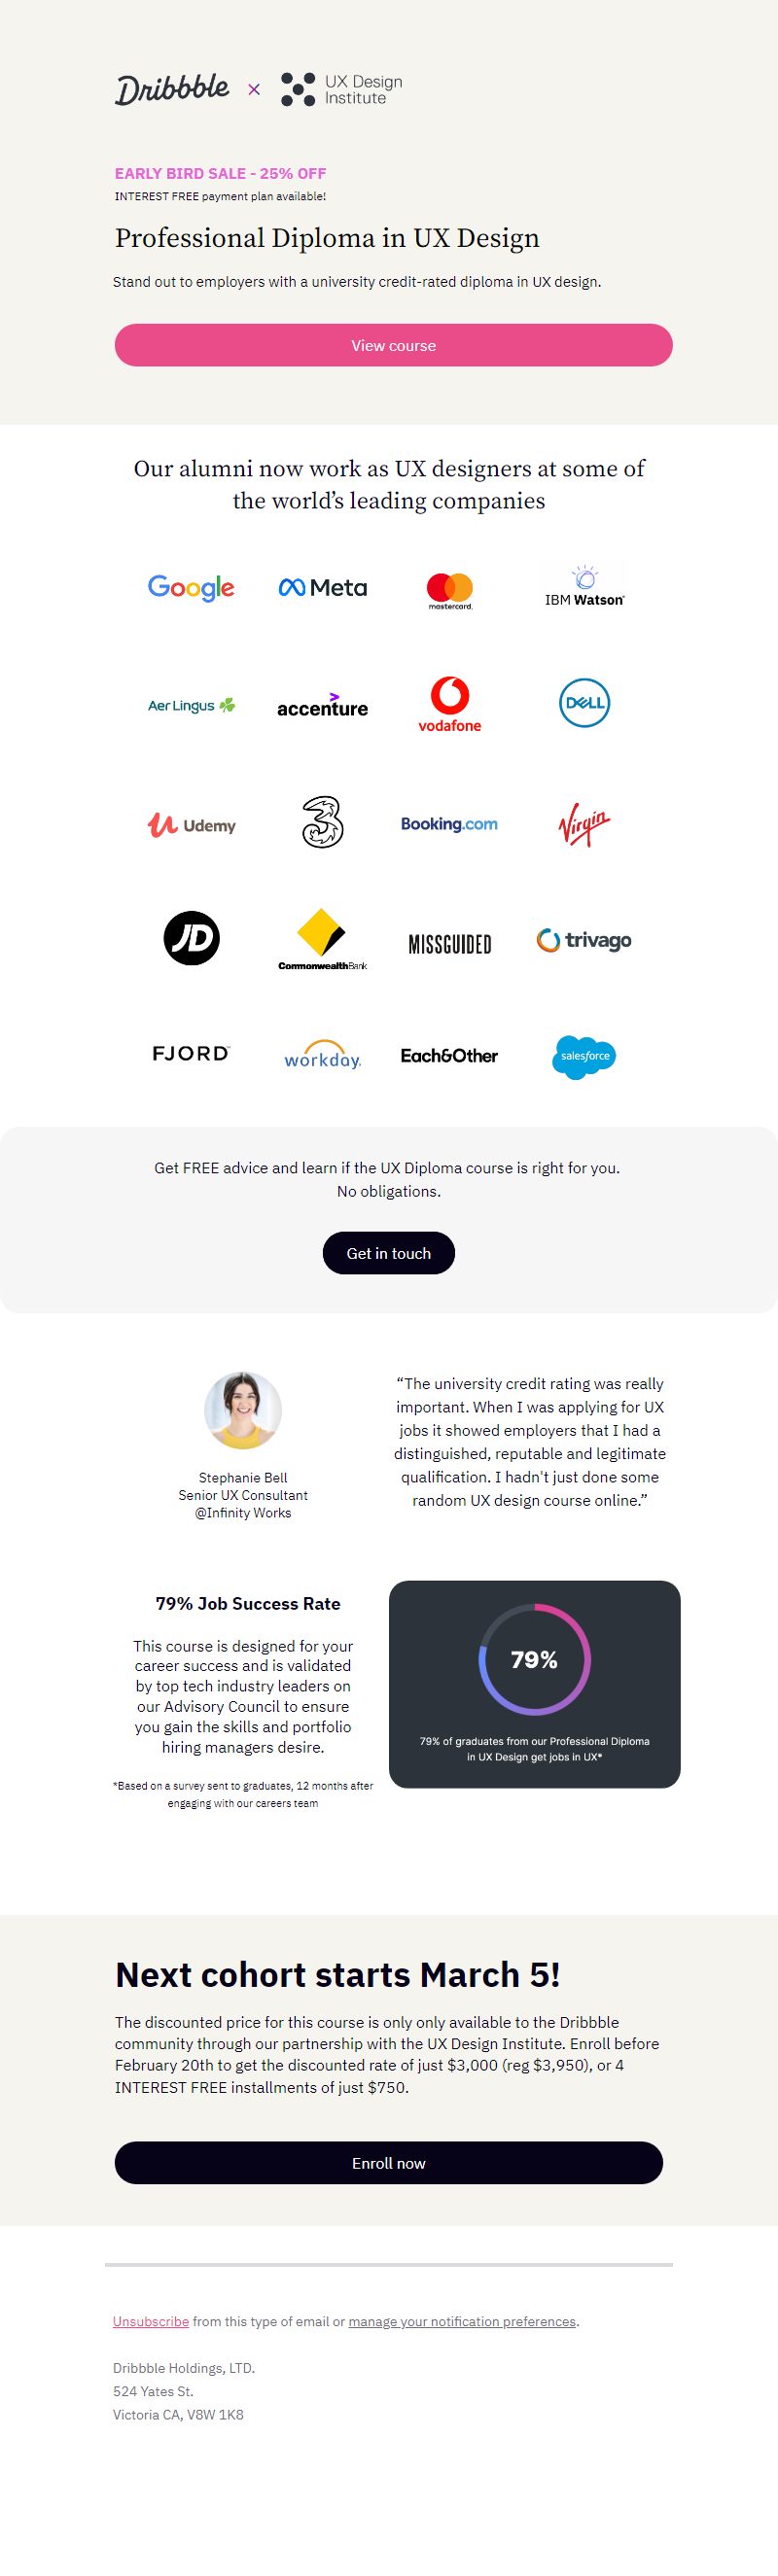 Dribbble × UX Design
Institute
EARLY BIRD SALE - 25% OFF
INTEREST FREE payment plan available!
Professional Diploma in UX Design
Stand out to employers with a university credit-rated diploma in UX design.
View course
Our alumni now work as UX designers at some of
the world’s leading companies
Google Meta mastercard. IBM Watson
Aer Lingus accenture vodafone DELL
Udemy 3 Booking.com Virgin
JD CommonwealthBank MISSGUIDED trivago
FJORD workday. Each&Other salesforce
Get FREE advice and learn if the UX Diploma course is right for you.
No obligations.
Get in touch
Stephanie Bell
Senior UX Consultant
@Infinity Works
“The university credit rating was really
important. When I was applying for UX
jobs it showed employers that I had a
distinguished, reputable and legitimate
qualification. I hadn't just done some
random UX design course online.”
79% Job Success Rate
This course is designed for your
career success and is validated
by top tech industry leaders on
our Advisory Council to ensure
you gain the skills and portfolio
hiring managers desire.
*Based on a survey sent to graduates, 12 months after
engaging with our careers team
79%
79% of graduates from our Professional Diploma
in UX Design get jobs in UX*
Next cohort starts March 5!
The discounted price for this course is only only available to the Dribbble
community through our partnership with the UX Design Institute. Enroll before
February 20th to get the discounted rate of just $3,000 (reg $3,950), or 4
INTEREST FREE installments of just $750.
Enroll now
Unsubscribe from this type of email or manage your notification preferences.
Dribbble Holdings, LTD.
524 Yates St.
Victoria CA, V8W 1K8